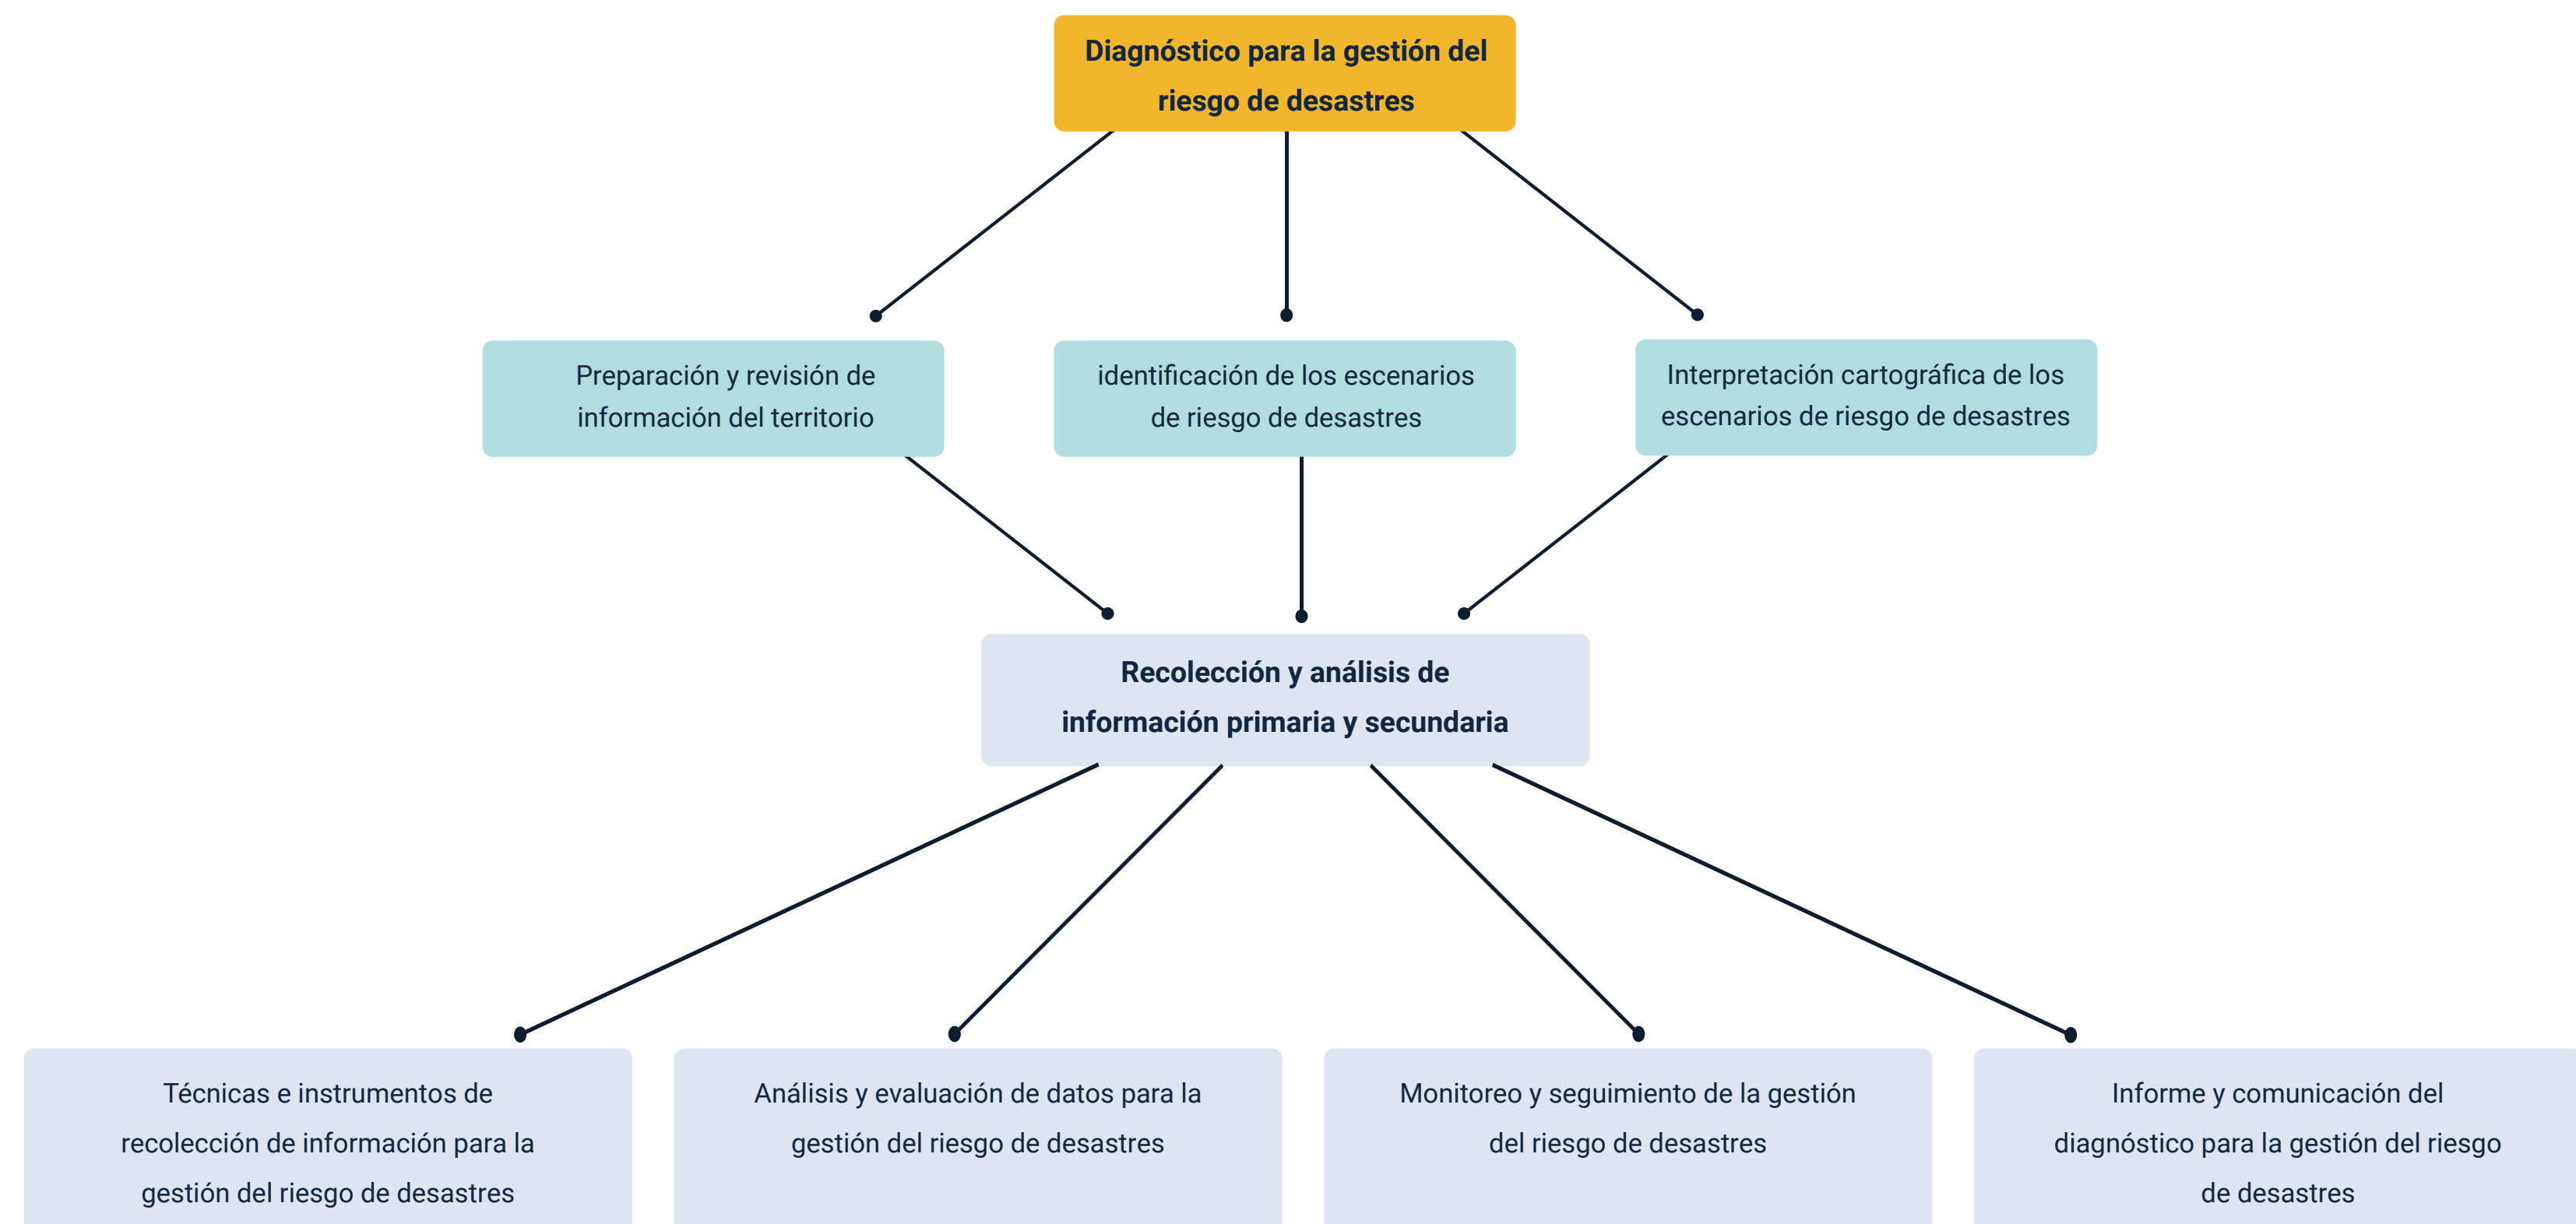 Diagnóstico para la gestión del
riesgo de desastres
Preparación y revisión de
información del territorio
identificación de los escenarios
de riesgo de desastres
Interpretación cartográfica de los
escenarios de riesgo de desastres
Recolección y análisis de
información primaria y secundaria
Técnicas e instrumentos de
recolección de información para la
gestión del riesgo de desastres
Análisis y evaluación de datos para la
gestión del riesgo de desastres
Monitoreo y seguimiento de la gestión
del riesgo de desastres
Informe y comunicación del
diagnóstico para la gestión del riesgo
de desastres